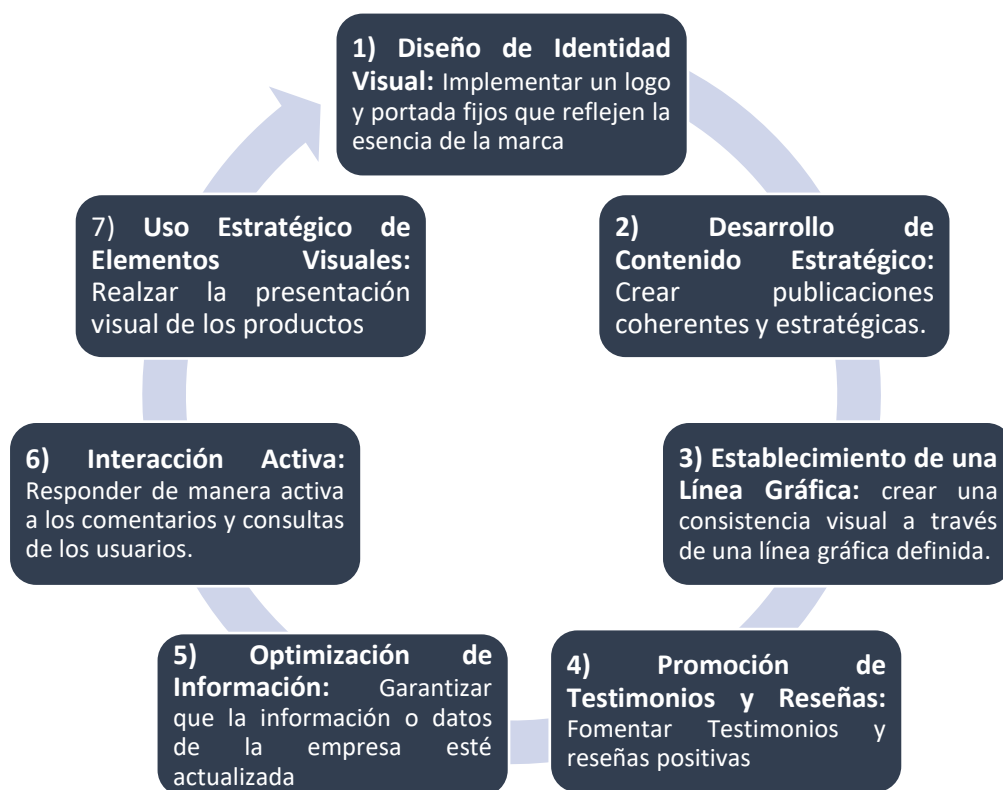 1) Diseño de Identidad
Visual: Implementar un logo
y portada fijos que reflejen la
esencia de la marca
2) Desarrollo de
Contenido Estratégico:
Crear publicaciones
coherentes y estratégicas.
3) Establecimiento de una
Línea Gráfica: crear una
consistencia visual a través
de una línea gráfica definida.
4) Promoción de
Testimonios y Reseñas:
Fomentar Testimonios y
reseñas positivas
5) Optimización de
Información: Garantizar
que la información o datos
de la empresa esté
actualizada
6) Interacción Activa:
Responder de manera activa
a los comentarios y consultas
de los usuarios.
7) Uso Estratégico de
Elementos Visuales:
Realzar la presentación
visual de los productos